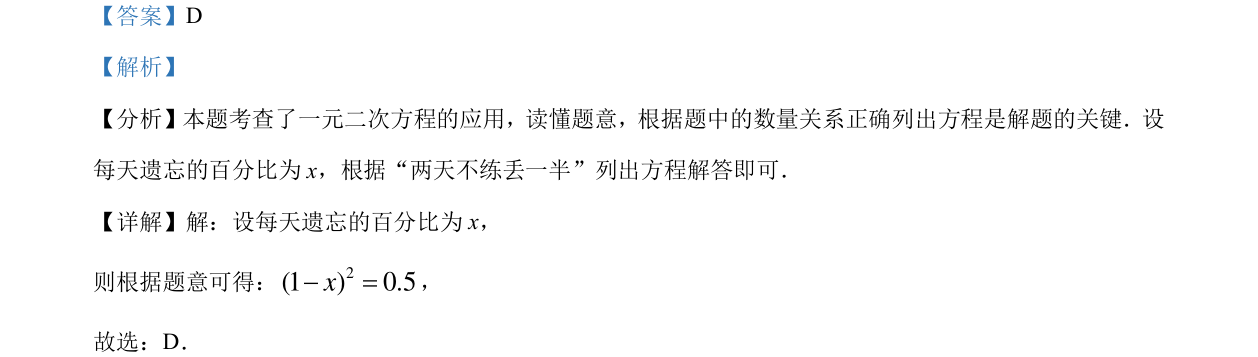 【答案】D
【解析】
【分析】本题考查了一元二次方程的应用，读懂题意，根据题中的数量关系正确列出方程是解题的关键．设
每天遗忘的百分比为 x，根据“两天不练丢一半”列出方程解答即可．
【详解】解：设每天遗忘的百分比为 x，
则根据题意可得：(1−x)² = 0.5，
故选：D．